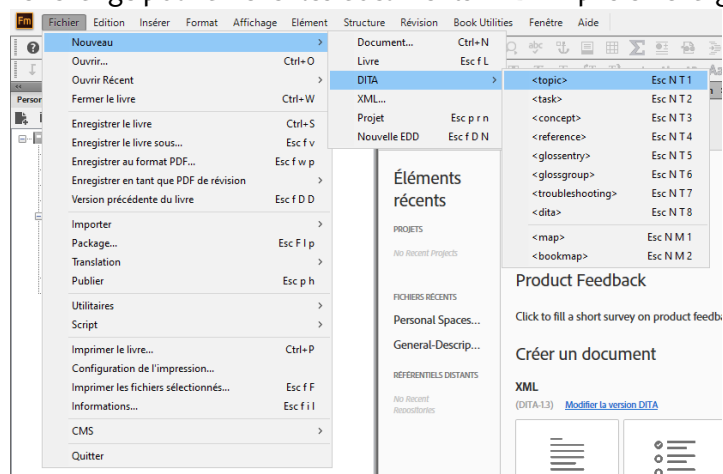 Fm Fichier Edition Insérer Format Affichage Elément Structure Révision Book Utilities Fenêtre Aide
Nouveau >
Ouvrir... Ctrl+O
Ouvrir Récent >
Fermer le livre Ctrl+W
Enregistrer le livre Ctrl+S
Enregistrer le livre sous... Esc f v
Enregistrer au format PDF... Esc f w p
Enregistrer en tant que PDF de révision >
Version précédente du livre Esc f D D
Importer >
Package... Esc F l p
Translation >
Publier Esc p h
Utilitaires >
Script >
Imprimer le livre... Ctrl+P
Configuration de l'impression...
Imprimer les fichiers sélectionnés... Esc f F
Informations... Esc f i l
CMS >
Quitter
Document... Ctrl+N
Livre Esc f L
DITA >
XML...
Projet Esc p r n
Nouvelle EDD Esc f D N
<topic> Esc N T 1
<task> Esc N T 2
<concept> Esc N T 3
<reference> Esc N T 4
<glossentry> Esc N T 5
<glossgroup> Esc N T 6
<troubleshooting> Esc N T 7
<dita> Esc N T 8
<map> Esc N M 1
<bookmap> Esc N M 2
Person
Éléments
récents
PROJETS
No Recent Projects
FICHIERS RÉCENTS
Personal Spaces...
General-Descrip...
RÉFÉRENTIELS DISTANTS
No Recent
Repositories
Product Feedback
Click to fill a short survey on product feedba
Créer un document
XML
(DITA-1.3) Modifier la version DITA